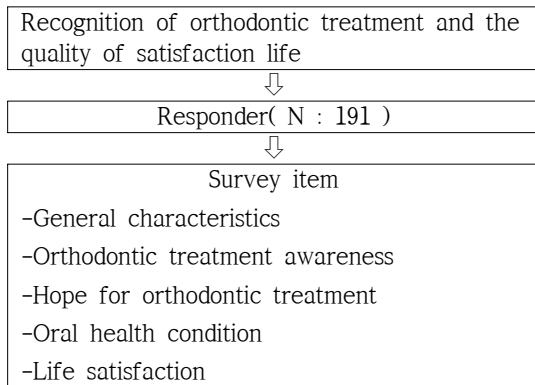 Recognition of orthodontic treatment and the
quality of satisfaction life
Responder( N : 191 )
Survey item
-General characteristics
-Orthodontic treatment awareness
-Hope for orthodontic treatment
-Oral health condition
-Life satisfaction